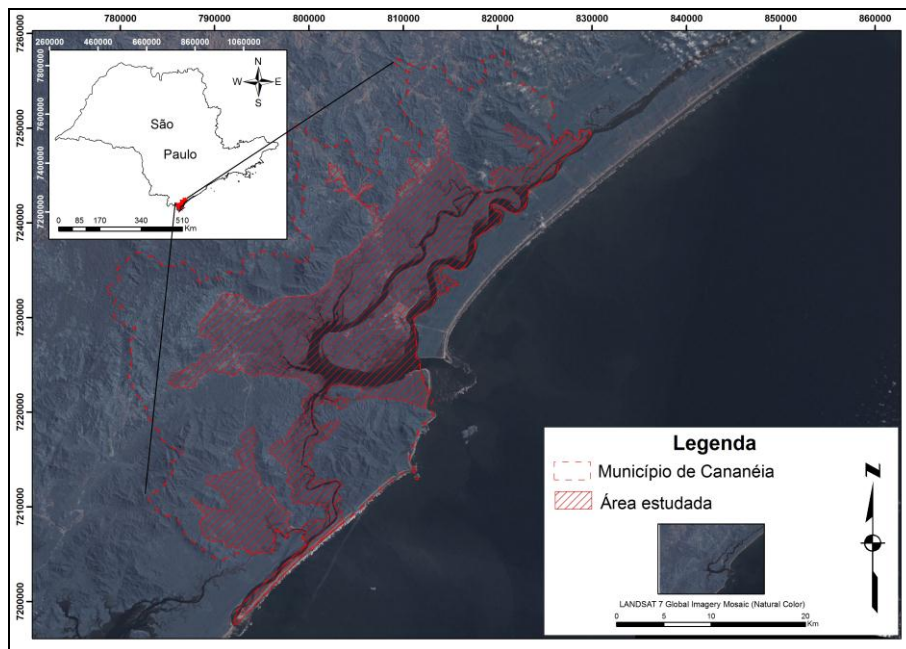 780000 790000 800000 810000 820000 830000 840000 850000 860000
7260000
7250000
7240000
7230000
7220000
7210000
7200000
260000 460000 660000 860000 1060000
7800000
7600000
7400000
7200000
N
W E
S
São
Paulo
0 85 170 340 510
Km
Legenda
Município de Cananéia
Área estudada
N
LANDSAT 7 Global Imagery Mosaic (Natural Color)
0 5 10 20
Km